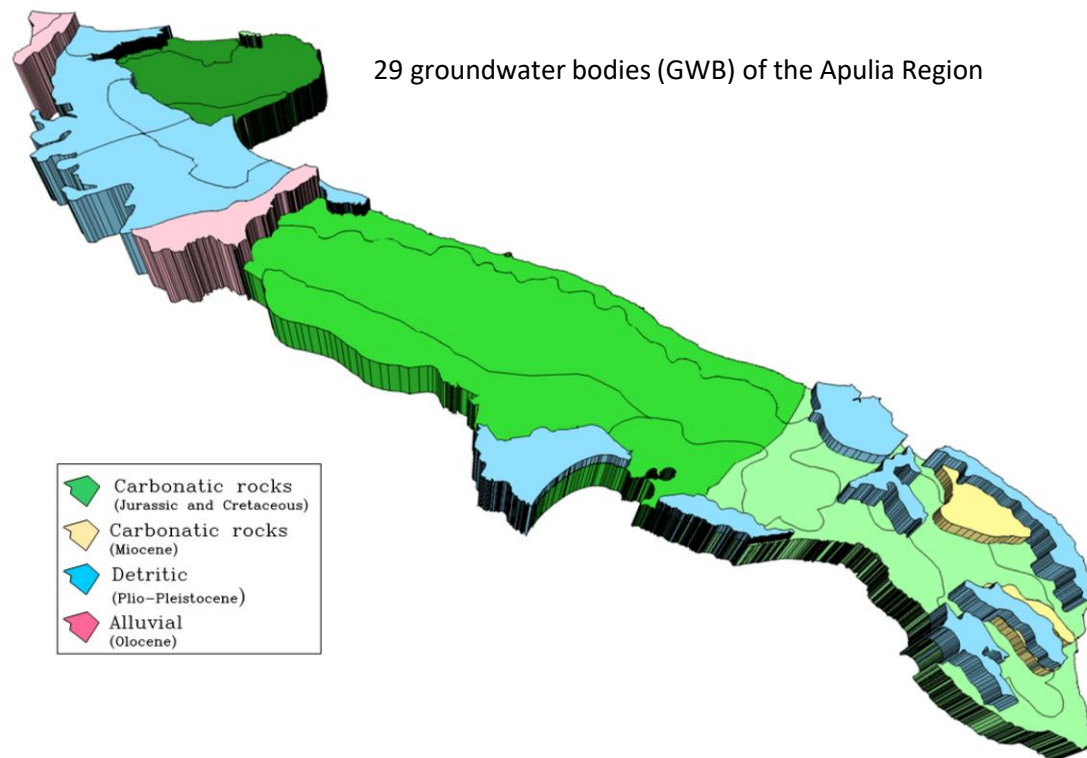 29 groundwater bodies (GWB) of the Apulia Region
Carbonatic rocks
(Jurassic and Cretaceous)
Carbonatic rocks
(Miocene)
Detritic
(Plio-Pleistocene)
Alluvial
(Olocene)